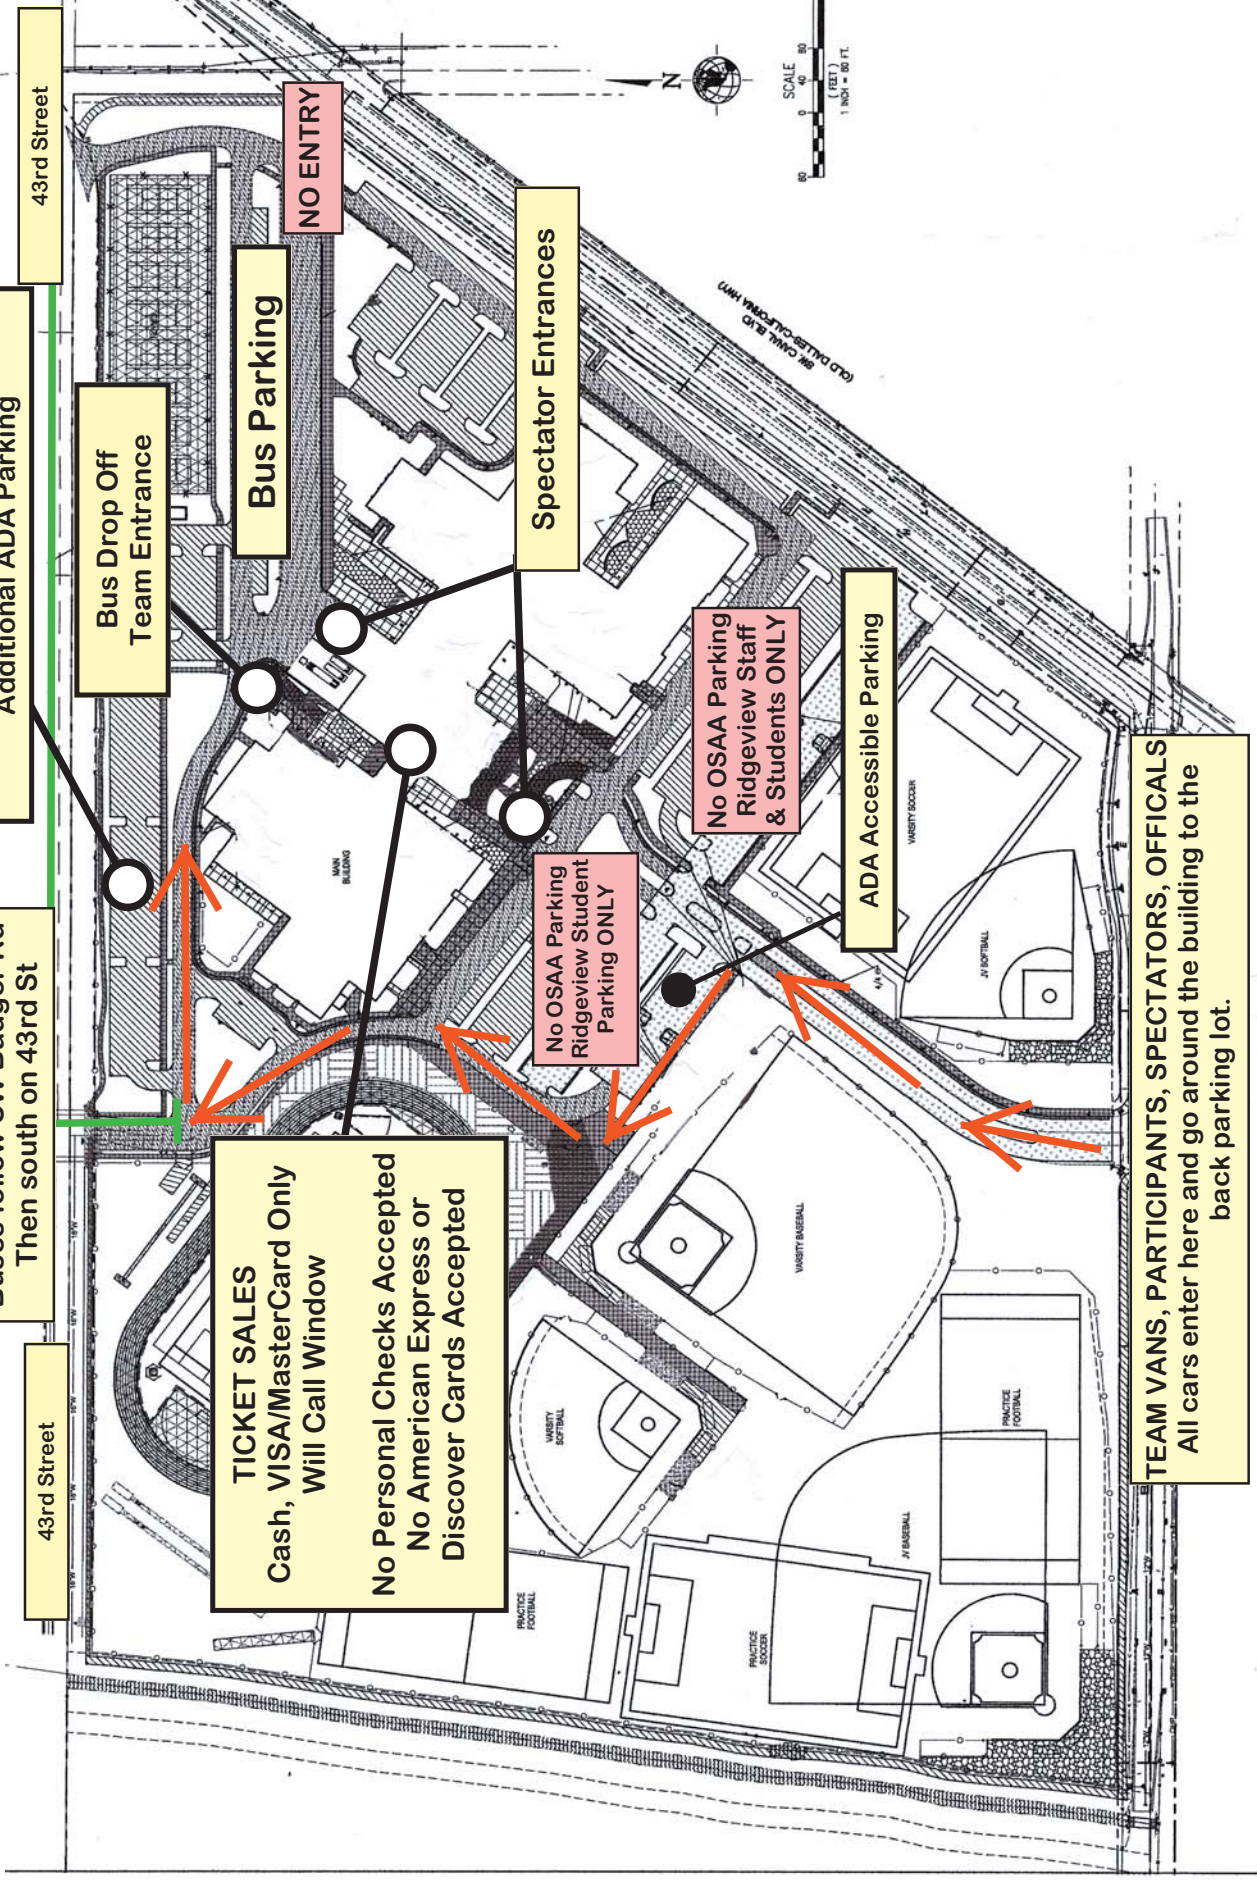 43rd Street
43rd Street
Additional ADA Parking
Then south on 43rd St
Bus Drop Off
Team Entrance
Bus Parking
NO ENTRY
Spectator Entrances
TICKET SALES
Cash, VISA/MasterCard Only
Will Call Window
No Personal Checks Accepted
No American Express or
Discover Cards Accepted
No OSAA Parking
Ridgeview Student
Parking ONLY
No OSAA Parking
Ridgeview Staff
& Students ONLY
ADA Accessible Parking
TEAM VANS, PARTICIPANTS, SPECTATORS, OFFICALS
All cars enter here and go around the building to the
back parking lot.
MAIN
BUILDING
VARSITY SOCCER
JV SOFTBALL
VARSITY BASEBALL
VARSITY
SOFTBALL
PRACTICE
FOOTBALL
PRACTICE
SOCCER
JV BASEBALL
PRACTICE
FOOTBALL
SW. CANAL BLVD
(OLD DALLES-CALIFORNIA HWY)
N
SCALE
80 0 40 80
( FEET )
1 INCH = 80 FT.